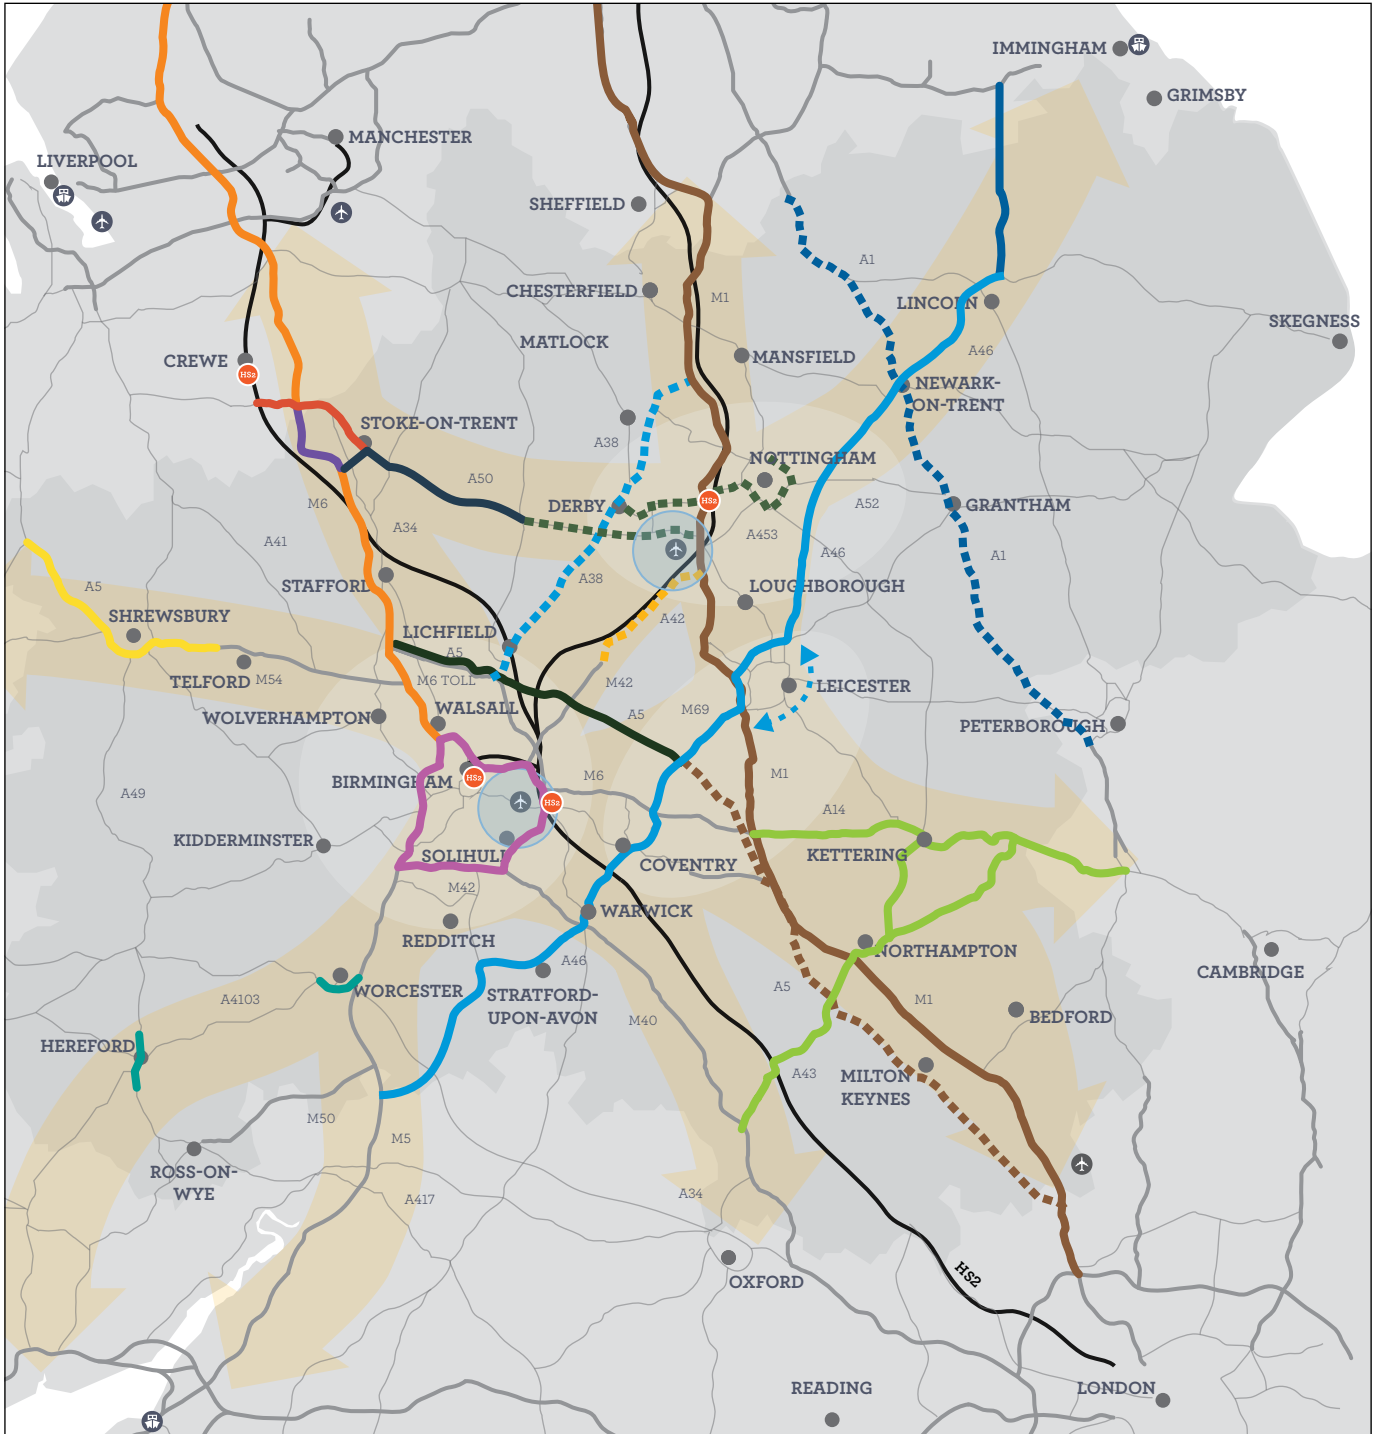 IMMINGHAM
GRIMSBY
MANCHESTER
LIVERPOOL
SHEFFIELD
A1
CHESTERFIELD
M1
LINCOLN
SKEGNESS
MATLOCK
A46
CREWE
HS2
MANSFIELD
NEWARK-
ON-TRENT
STOKE-ON-TRENT
A38
NOTTINGHAM
A50
M6
DERBY
HS2
A52
GRANTHAM
A34
A453
A41
A46
A1
STAFFORD
A38
A5
LOUGHBOROUGH
SHREWSBURY
A42
LICHFIELD
A5
M6 TOLL
TELFORD
M54
M42
LEICESTER
WOLVERHAMPTON
WALSALL
A5
M69
PETERBOROUGH
BIRMINGHAM
HS2
M6
M1
A49
HS2
A14
KIDDERMINSTER
SOLIHULL
COVENTRY
KETTERING
M42
WARWICK
REDDITCH
NORTHAMPTON
A46
CAMBRIDGE
WORCESTER
STRATFORD-
UPON-AVON
A5
A4103
M1
M40
BEDFORD
HEREFORD
A43
MILTON
KEYNES
M50
M5
ROSS-ON-
WYE
A417
A34
OXFORD
HS2
READING
LONDON